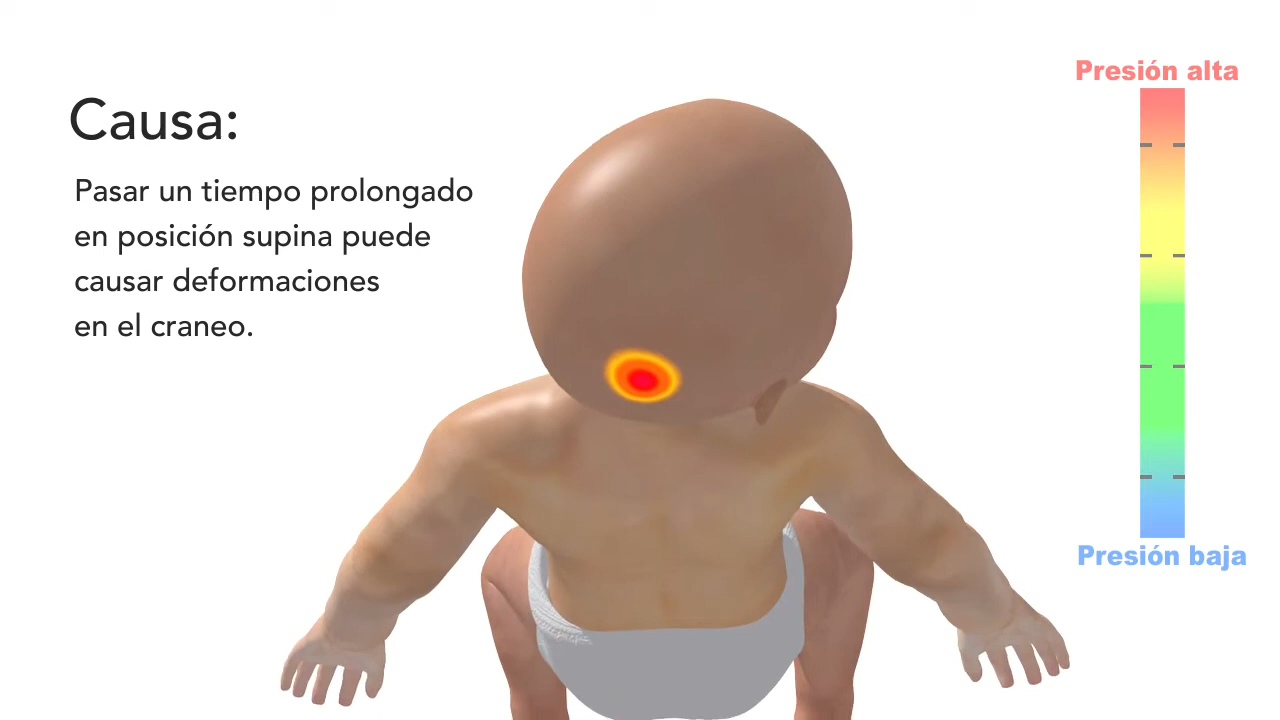 Causa:
Pasar un tiempo prolongado
en posición supina puede
causar deformaciones
en el craneo.
Presión alta
Presión baja